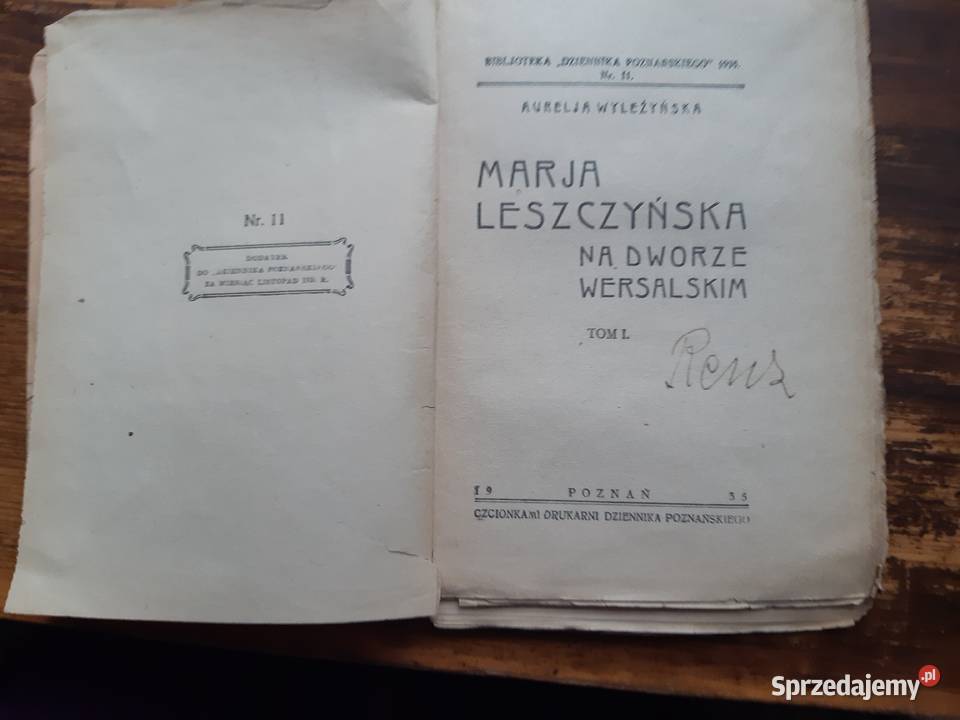 Nr. 11
DODATEK
DO „DZIENNIKA POZNAŃSKIEGO"
ZA MIESIĄC LISTOPAD R.
BIBLJOTEKA „DZIENNIKA POZNAŃSKIEGO"
Nr. 11.
AURELJA WYLEŻYŃSKA
MARJA
LESZCZYŃSKA
NA DWORZE
WERSALSKIM
TOM I.
19 POZNAŃ 35
CZCIONKAMI DRUKARNI DZIENNIKA POZNAŃSKIEGO
Sprzedajemy.pl